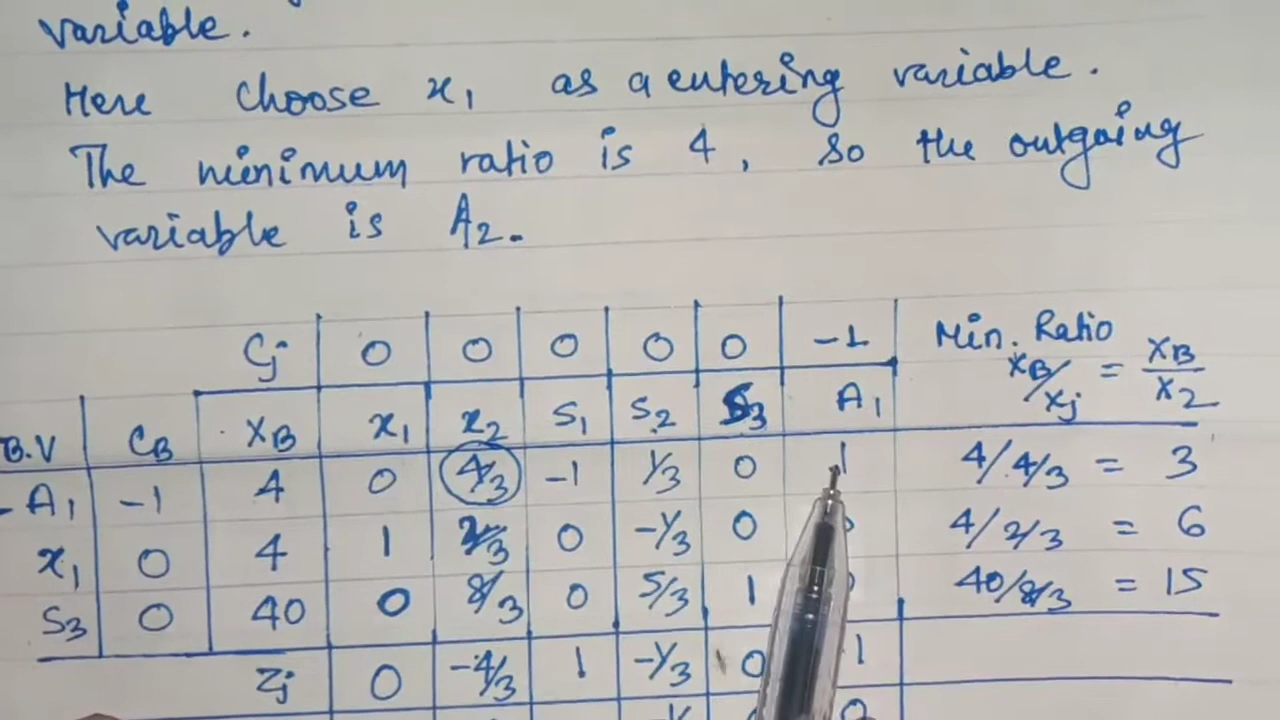 variable.
Here choose x₁ as a entering variable.
The minimum ratio is 4, so the outgoing
variable is A₂.
Cj 0 0 0 0 0 -1 Min. Ratio
XB/Xj = XB/X2
B.V CB XB x₁ x₂ S₁ S₂ S₃ A₁
A₁ -1 4 0 4/3 -1 1/3 0 1 4/4/3 = 3
x₁ 0 4 1 2/3 0 -1/3 0 4/2/3 = 6
S₃ 0 40 0 8/3 0 5/3 1 40/8/3 = 15
Zj 0 -4/3 1 -1/3 0 1